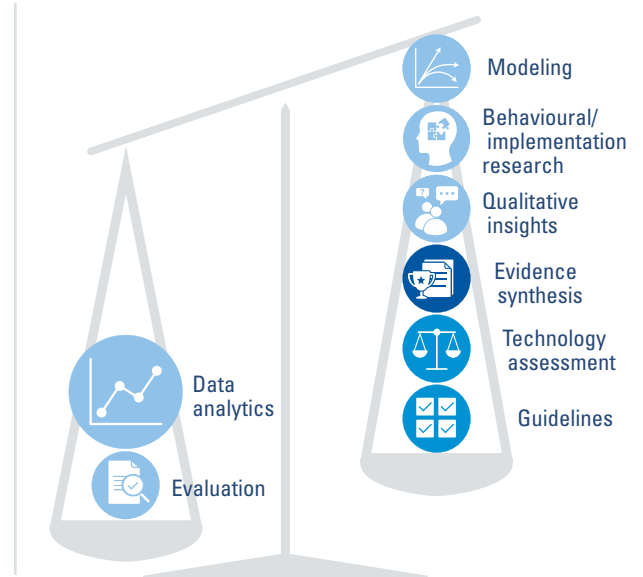 Modeling
Behavioural/
implementation
research
Qualitative
insights
Evidence
synthesis
Technology
assessment
Guidelines
Data
analytics
Evaluation